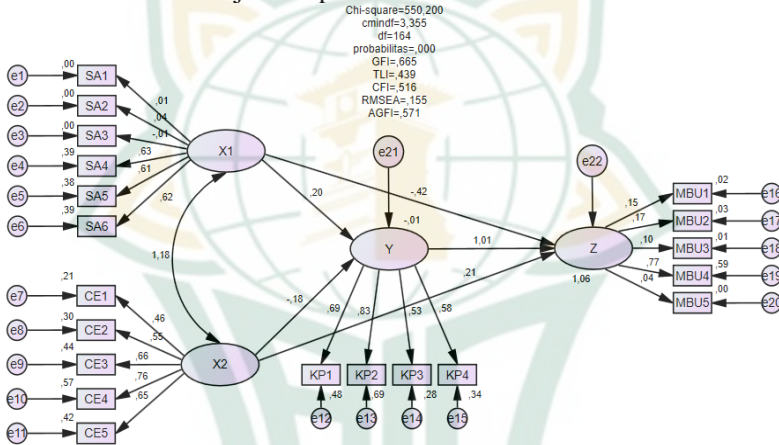 Chi-square=550,200
cmindf=3,355
df=164
probabilitas=,000
GFI=,665
TLI=,439
CFI=,516
RMSEA=,155
AGFI=,571
e1 ,00 SA1
e2 ,00 SA2
e3 ,00 SA3
e4 ,39 SA4
e5 ,38 SA5
e6 ,39 SA6
,01
,04
-,01
,63
,61
,62
X1
e21
e22
,20
-,42
-,01
Y
1,01
Z
1,06
,15
,17
,10
,77
,04
MBU1 ,02 e16
MBU2 ,03 e17
MBU3 ,01 e18
MBU4 ,59 e19
MBU5 ,00 e20
1,18
-,18
,21
e7 ,21 CE1
e8 ,30 CE2
e9 ,44 CE3
e10 ,57 CE4
e11 ,42 CE5
,46
,55
,66
,76
,65
X2
,69
,83
,53
,58
KP1 KP2 KP3 KP4
,48 ,69 ,28 ,34
e12 e13 e14 e15